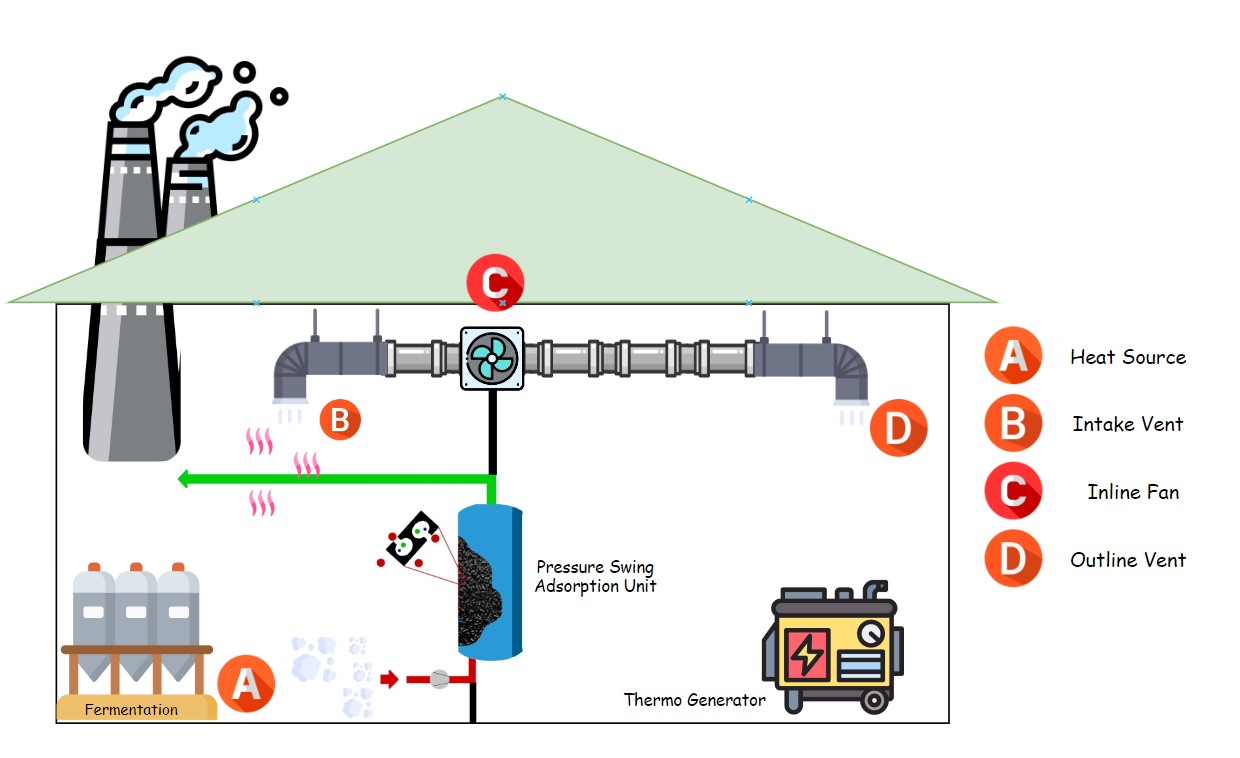 C
B
D
A Heat Source
B Intake Vent
C Inline Fan
D Outline Vent
Pressure Swing
Adsorption Unit
A
Fermentation
Thermo Generator